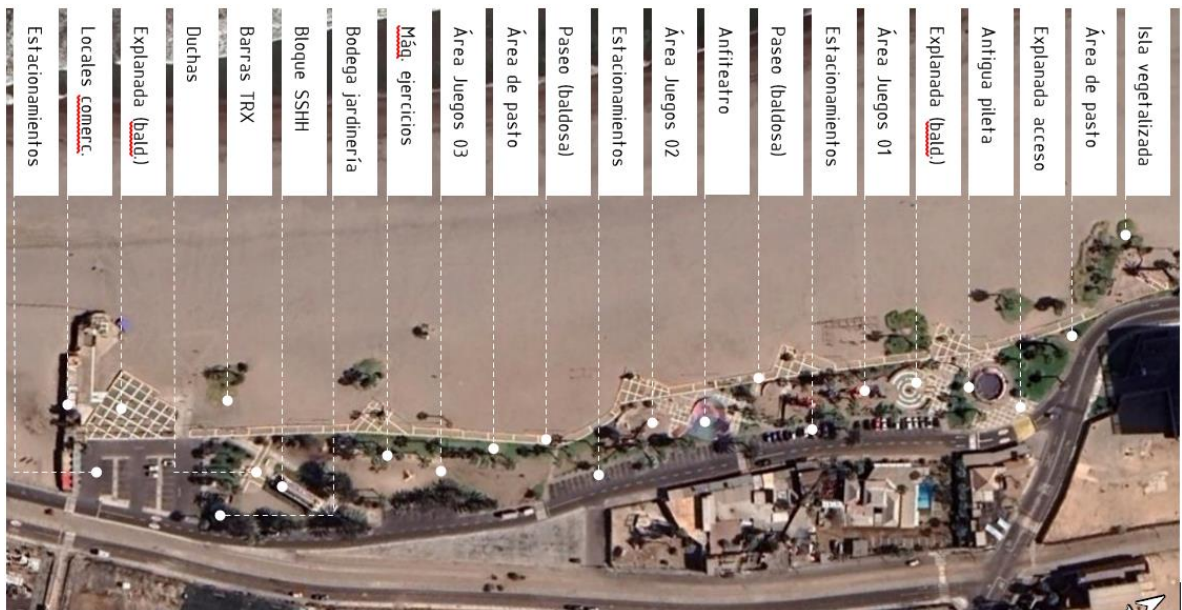 Estacionamientos
Locales comerc.
Explanada (bald.)
Duchas
Barras TRX
Bloque SSHH
Bodega jardinería
Máq. ejercicios
Área Juegos 03
Área de pasto
Paseo (baldosa)
Estacionamientos
Área Juegos 02
Anfiteatro
Paseo (baldosa)
Estacionamientos
Área Juegos 01
Explanada (bald.)
Antigua pileta
Explanada acceso
Área de pasto
Isla vegetalizada